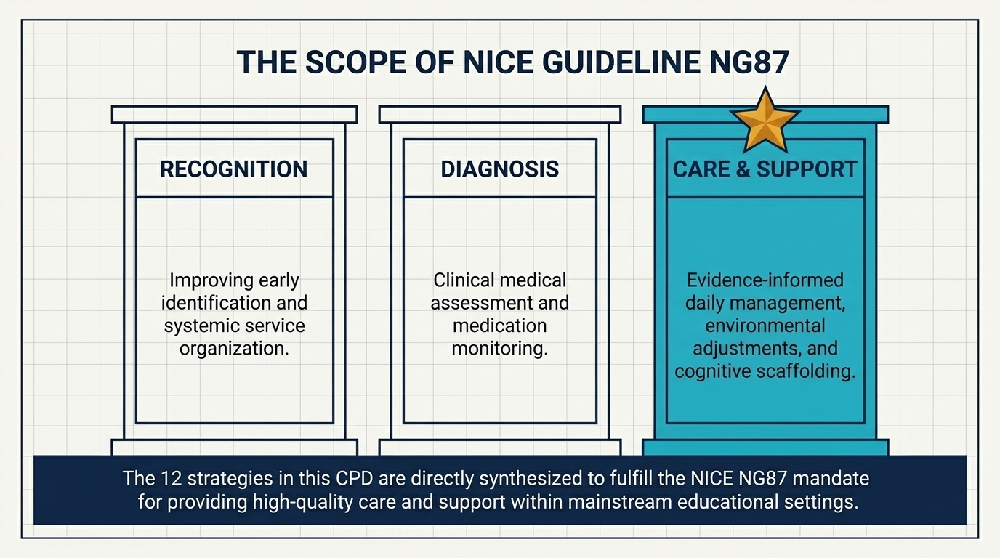 THE SCOPE OF NICE GUIDELINE NG87
RECOGNITION
Improving early
identification and
systemic service
organization.
DIAGNOSIS
Clinical medical
assessment and
medication
monitoring.
CARE & SUPPORT
Evidence-informed
daily management,
environmental
adjustments, and
cognitive scaffolding.
The 12 strategies in this CPD are directly synthesized to fulfill the NICE NG87 mandate
for providing high-quality care and support within mainstream educational settings.